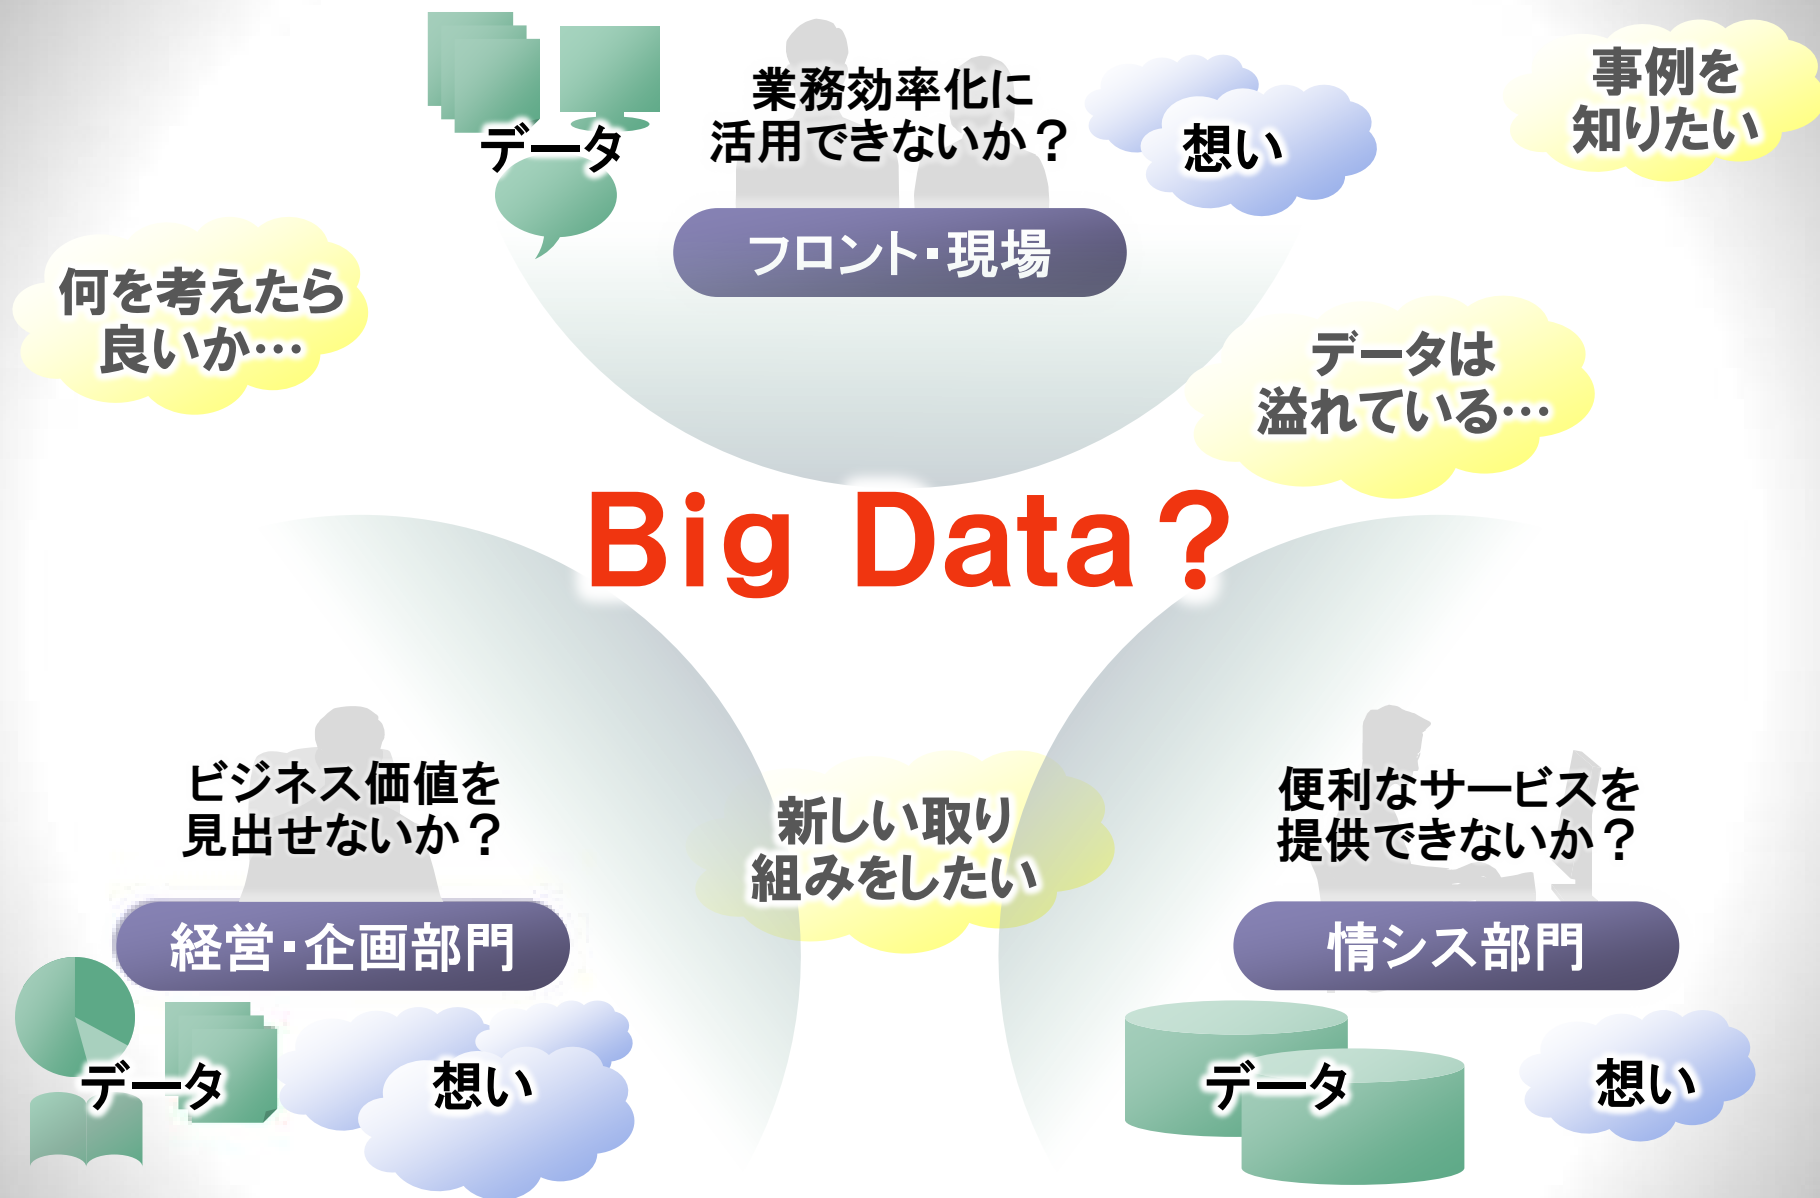 業務効率化に
活用できないか？
データ
想い
フロント・現場
事例を
知りたい
何を考えたら
良いか…
データは
溢れている…
Big Data？
ビジネス価値を
見出せないか？
経営・企画部門
データ
想い
新しい取り
組みをしたい
便利なサービスを
提供できないか？
情シス部門
データ
想い